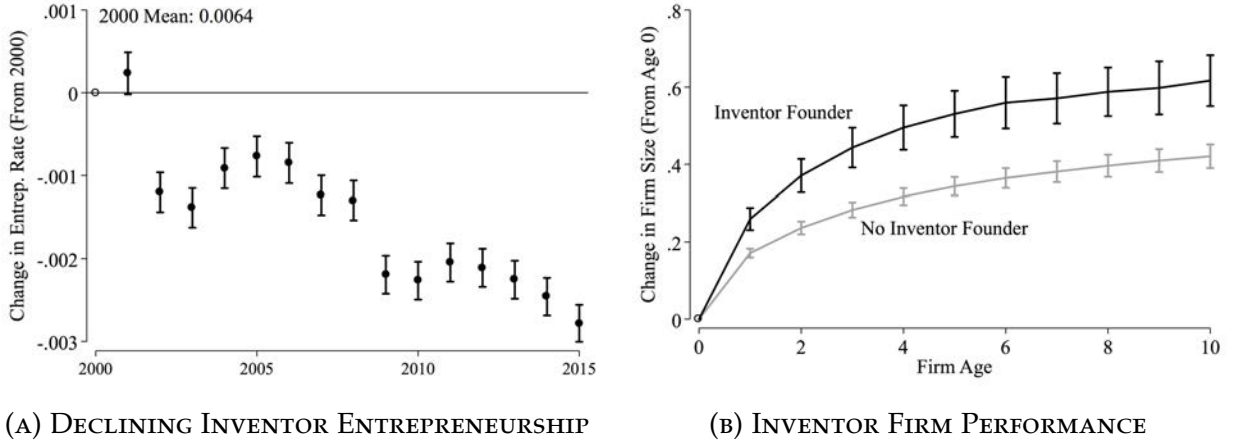 2000 Mean: 0.0064
Change in Entrep. Rate (From 2000)
.001
0
-.001
-.002
-.003
2000
2005
2010
2015
(A) Declining Inventor Entrepreneurship
Change in Firm Size (From Age 0)
.8
.6
.4
.2
0
Inventor Founder
No Inventor Founder
0
2
4
6
8
10
Firm Age
(B) Inventor Firm Performance